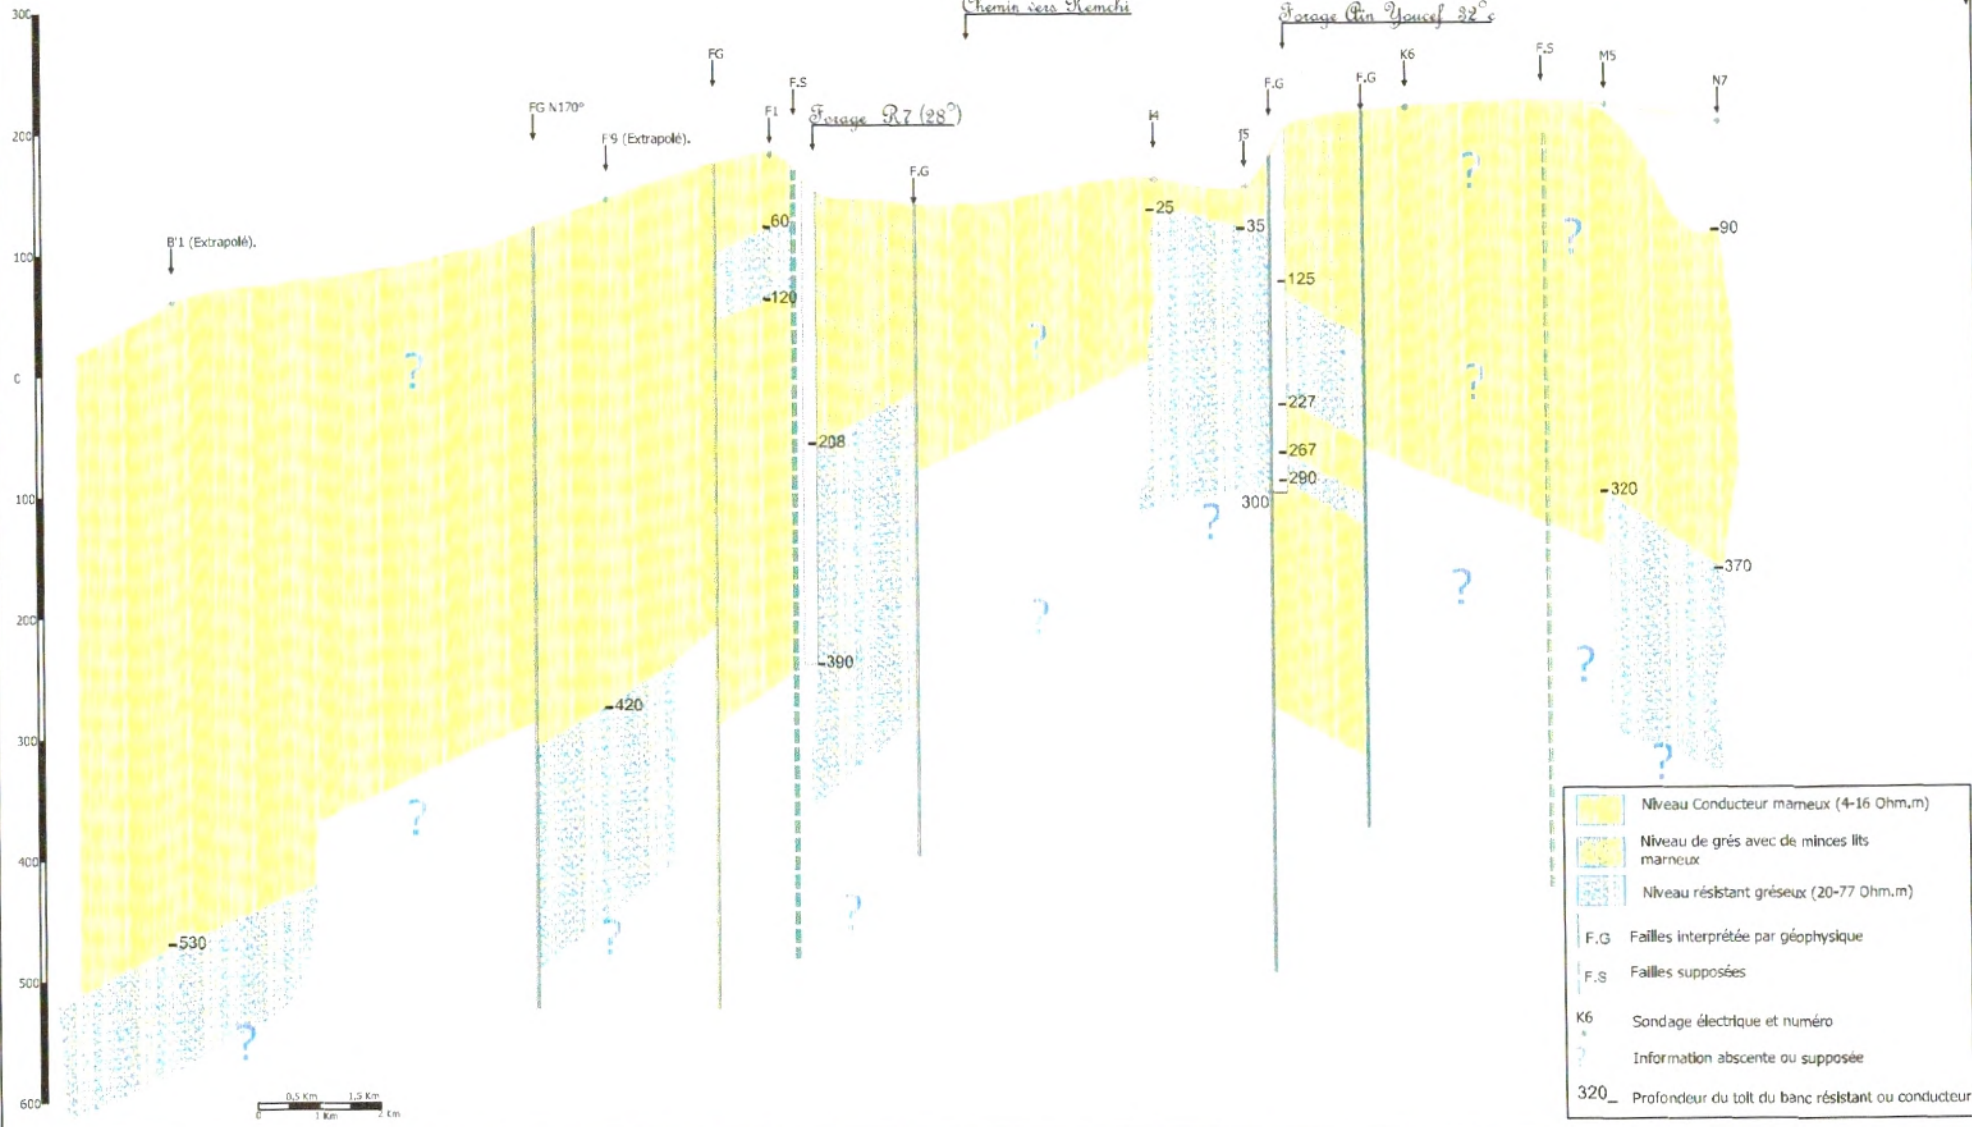 Chemin vers Remchi
Forage Ain Youcef 32°c
300
200
100
0
100
200
300
400
500
600
B'1 (Extrapolé).
FG N170°
F'9 (Extrapolé).
FG
F1
F.S
Forage R7 (28°)
F.G
I4
J5
F.G
F.G
K6
F.S
M5
N7
-60
-120
-208
-390
-420
-530
-25
-35
-125
-227
-267
-290
300
-90
-320
-370
?
?
?
?
?
?
?
?
?
?
?
?
?
?
0,5 Km 1,5 Km
0 1 Km 2 Km
Niveau Conducteur marneux (4-16 Ohm.m)
Niveau de grés avec de minces lits
marneux
Niveau résistant gréseux (20-77 Ohm.m)
F.G Failles interprétée par géophysique
F.S Failles supposées
K6 Sondage électrique et numéro
? Information abscente ou supposée
320_ Profondeur du toit du banc résistant ou conducteur